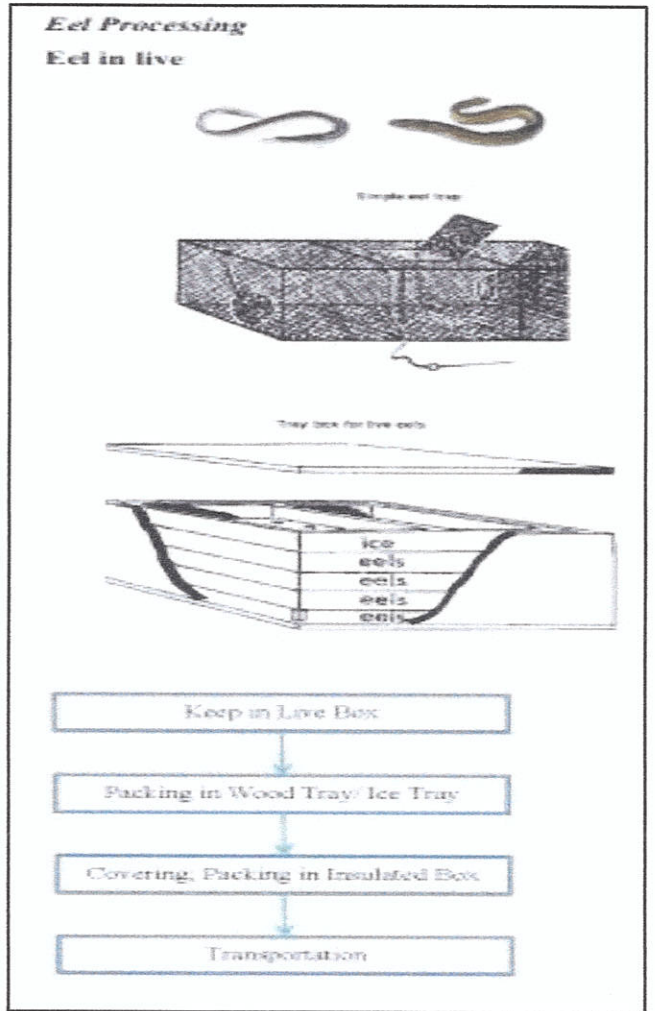 Eel Processing
Eel in live
Simple eel trap
Tray box for live eels
ice
eels
eels
eels
eels
Keep in Live Box
Packing in Wood Tray/ Ice Tray
Covering, Packing in Insulated Box
Transportation